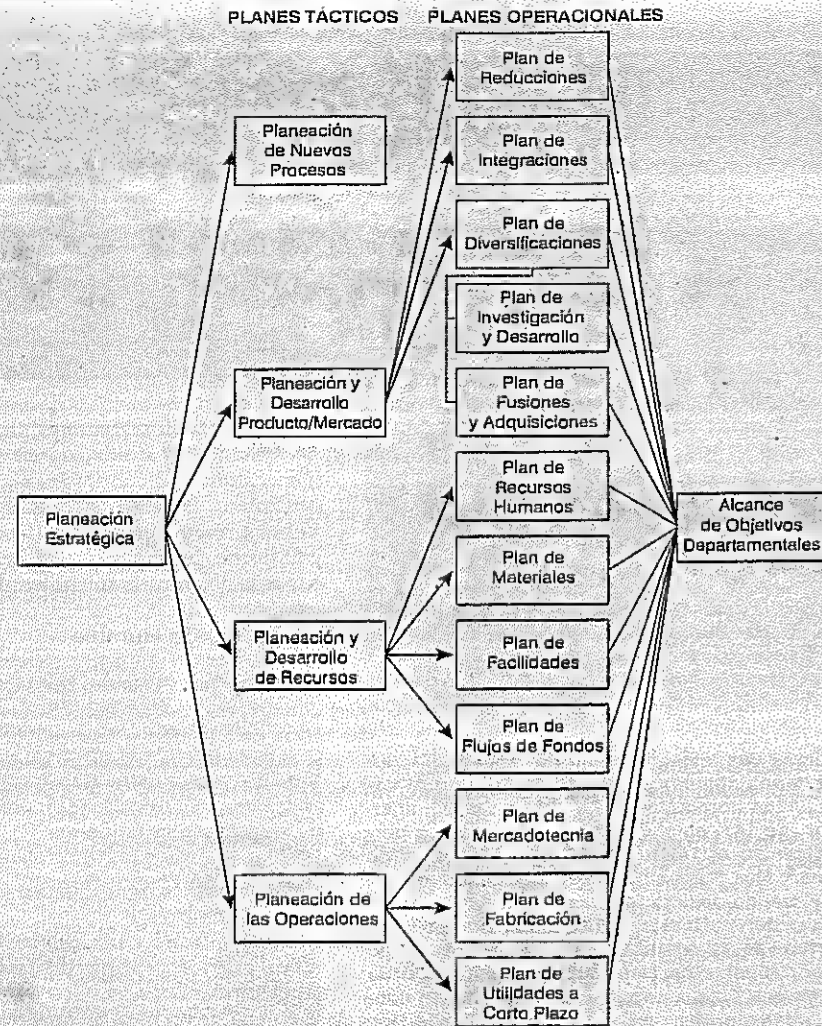 PLANES TÁCTICOS
PLANES OPERACIONALES
Plan de
Reducciones
Planeación
de Nuevos
Procesos
Plan de
Integraciones
Plan de
Diversificaciones
Plan de
Investigación
y Desarrollo
Planeación y
Desarrollo
Producto/Mercado
Plan de
Fusiones
y Adquisiciones
Planeación
Estratégica
Plan de
Recursos
Humanos
Alcance
de Objetivos
Departamentales
Plan de
Materiales
Planeación y
Desarrollo
de Recursos
Plan de
Facilidades
Plan de
Flujos de Fondos
Plan de
Mercadotecnia
Planeación de
las Operaciones
Plan de
Fabricación
Plan de
Utilidades a
Corto Plazo